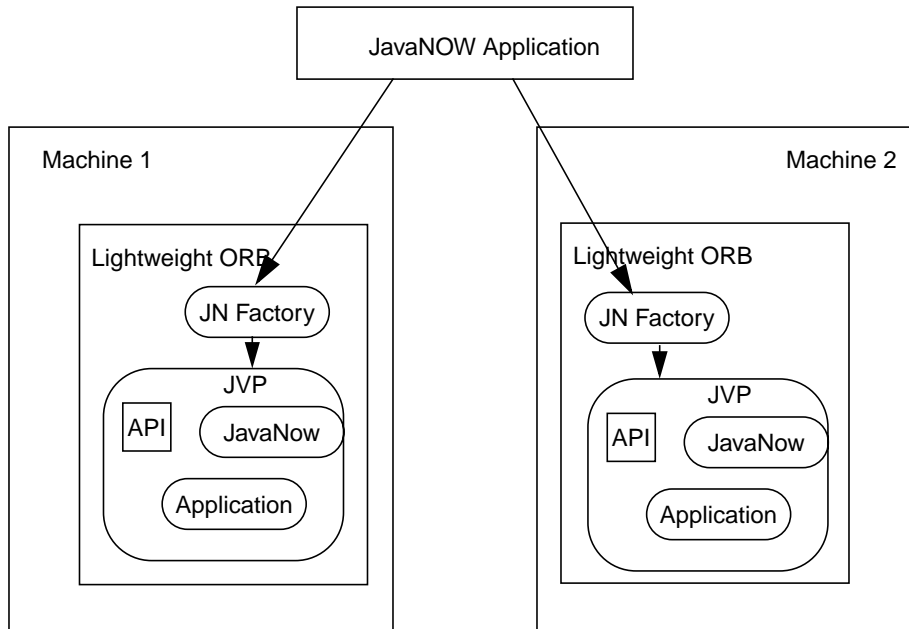 JavaNOW Application
Machine 1
Lightweight ORB
JN Factory
JVP
API
JavaNow
Application
Machine 2
Lightweight ORB
JN Factory
JVP
API
JavaNow
Application